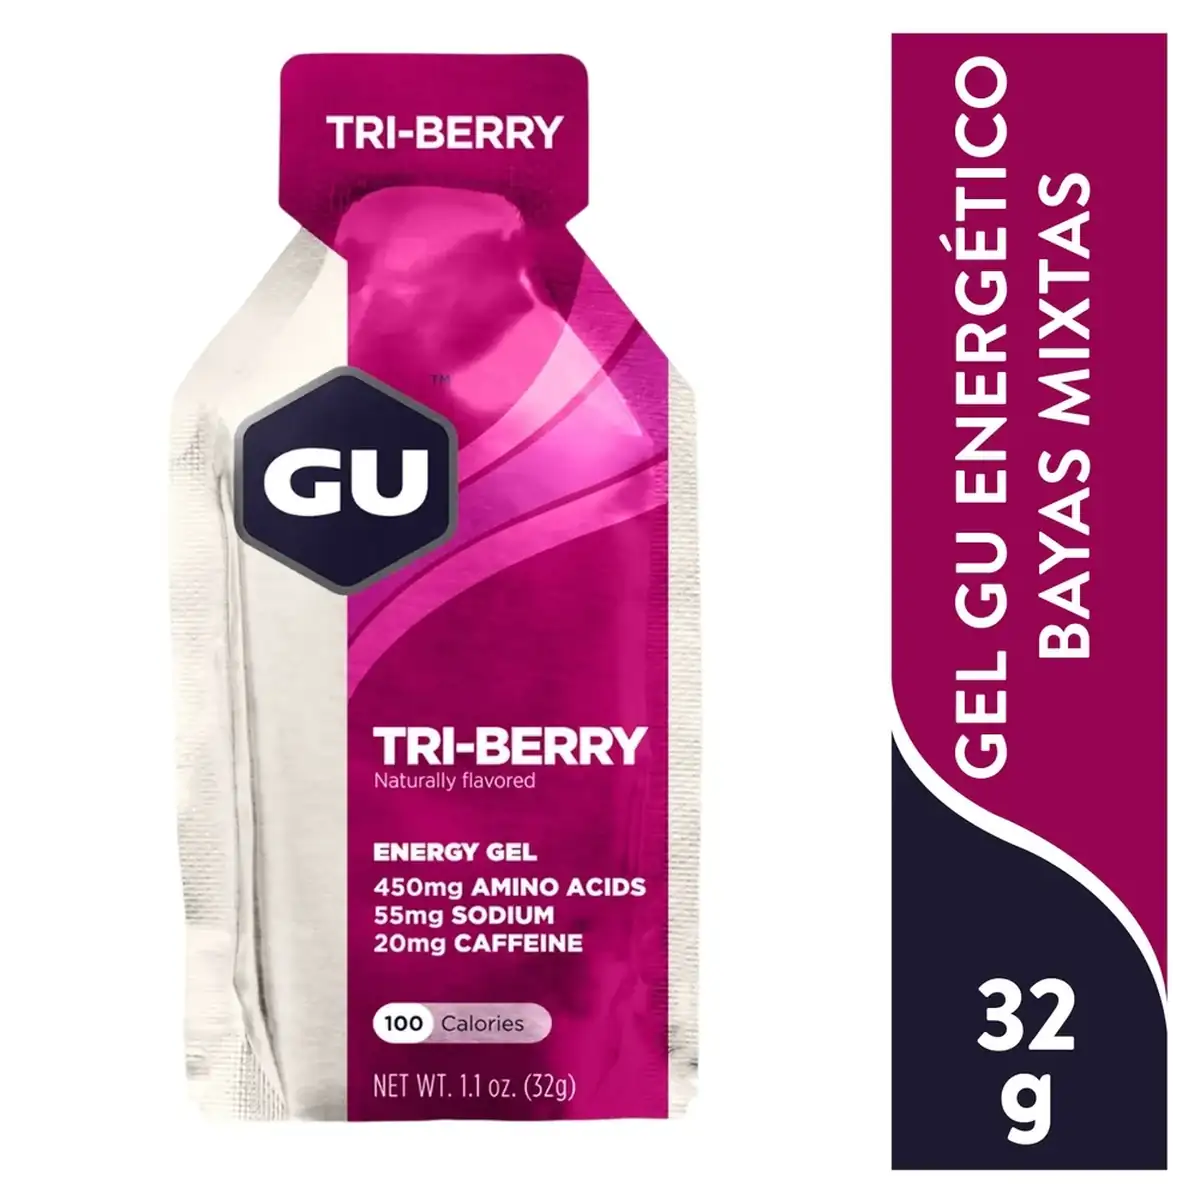 TRI-BERRY
™
GU
TRI-BERRY
Naturally flavored
ENERGY GEL
450mg AMINO ACIDS
55mg SODIUM
20mg CAFFEINE
100 Calories
NET WT. 1.1 oz. (32g)
GEL GU ENERGÉTICO
BAYAS MIXTAS
32
g